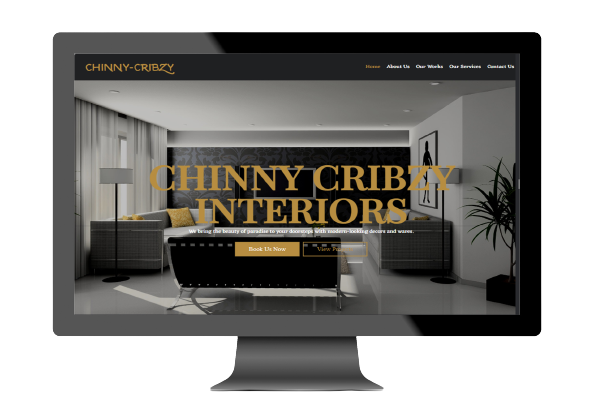 CHINNY-CRIBZY
Home About Us Our Works Our Services Contact Us
CHINNY CRIBZY
INTERIORS
We bring the beauty of paradise to your doorsteps with modern-looking decors and wares.
Book Us Now
View